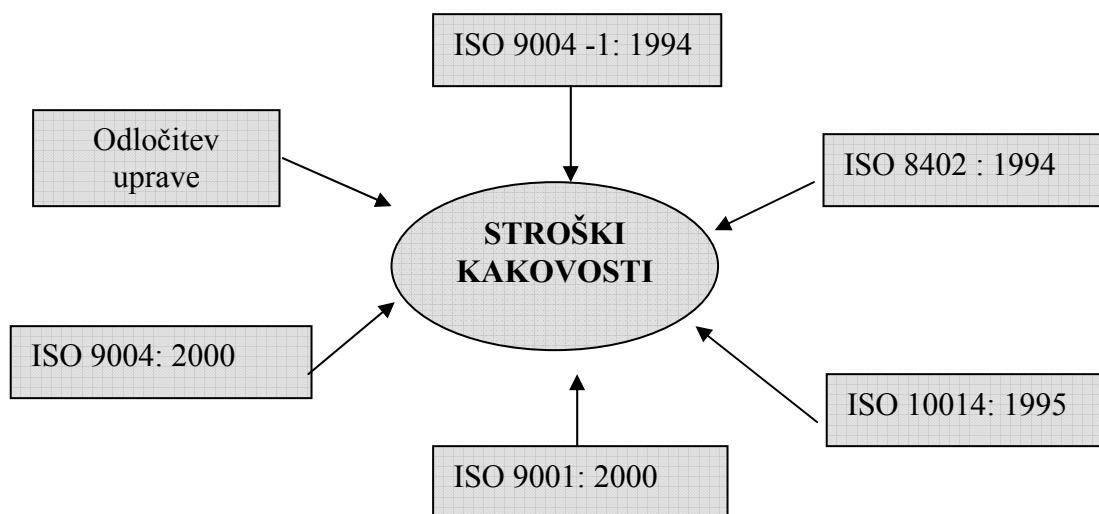 ISO 9004 -1: 1994
Odločitev
uprave
ISO 8402 : 1994
STROŠKI
KAKOVOSTI
ISO 9004: 2000
ISO 10014: 1995
ISO 9001: 2000